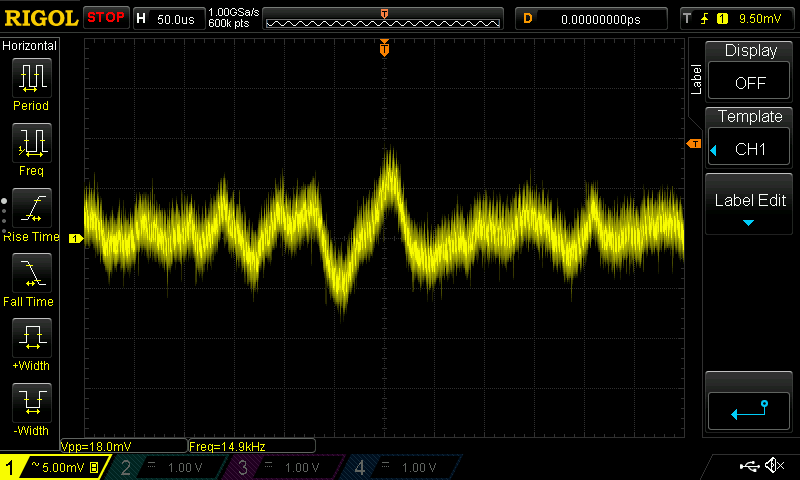 RIGOL STOP H 50.0us 1.00GSa/s 600k pts T D 0.00000000ps T 1 9.50mV
Horizontal
Period
Freq
Rise Time
Fall Time
+Width
-Width
T
T
1
Label
Display
OFF
Template
CH1
Label Edit
Vpp=18.0mV Freq=14.9kHz
1 ~ 5.00mV B 2 1.00 V 3 1.00 V 4 1.00 V